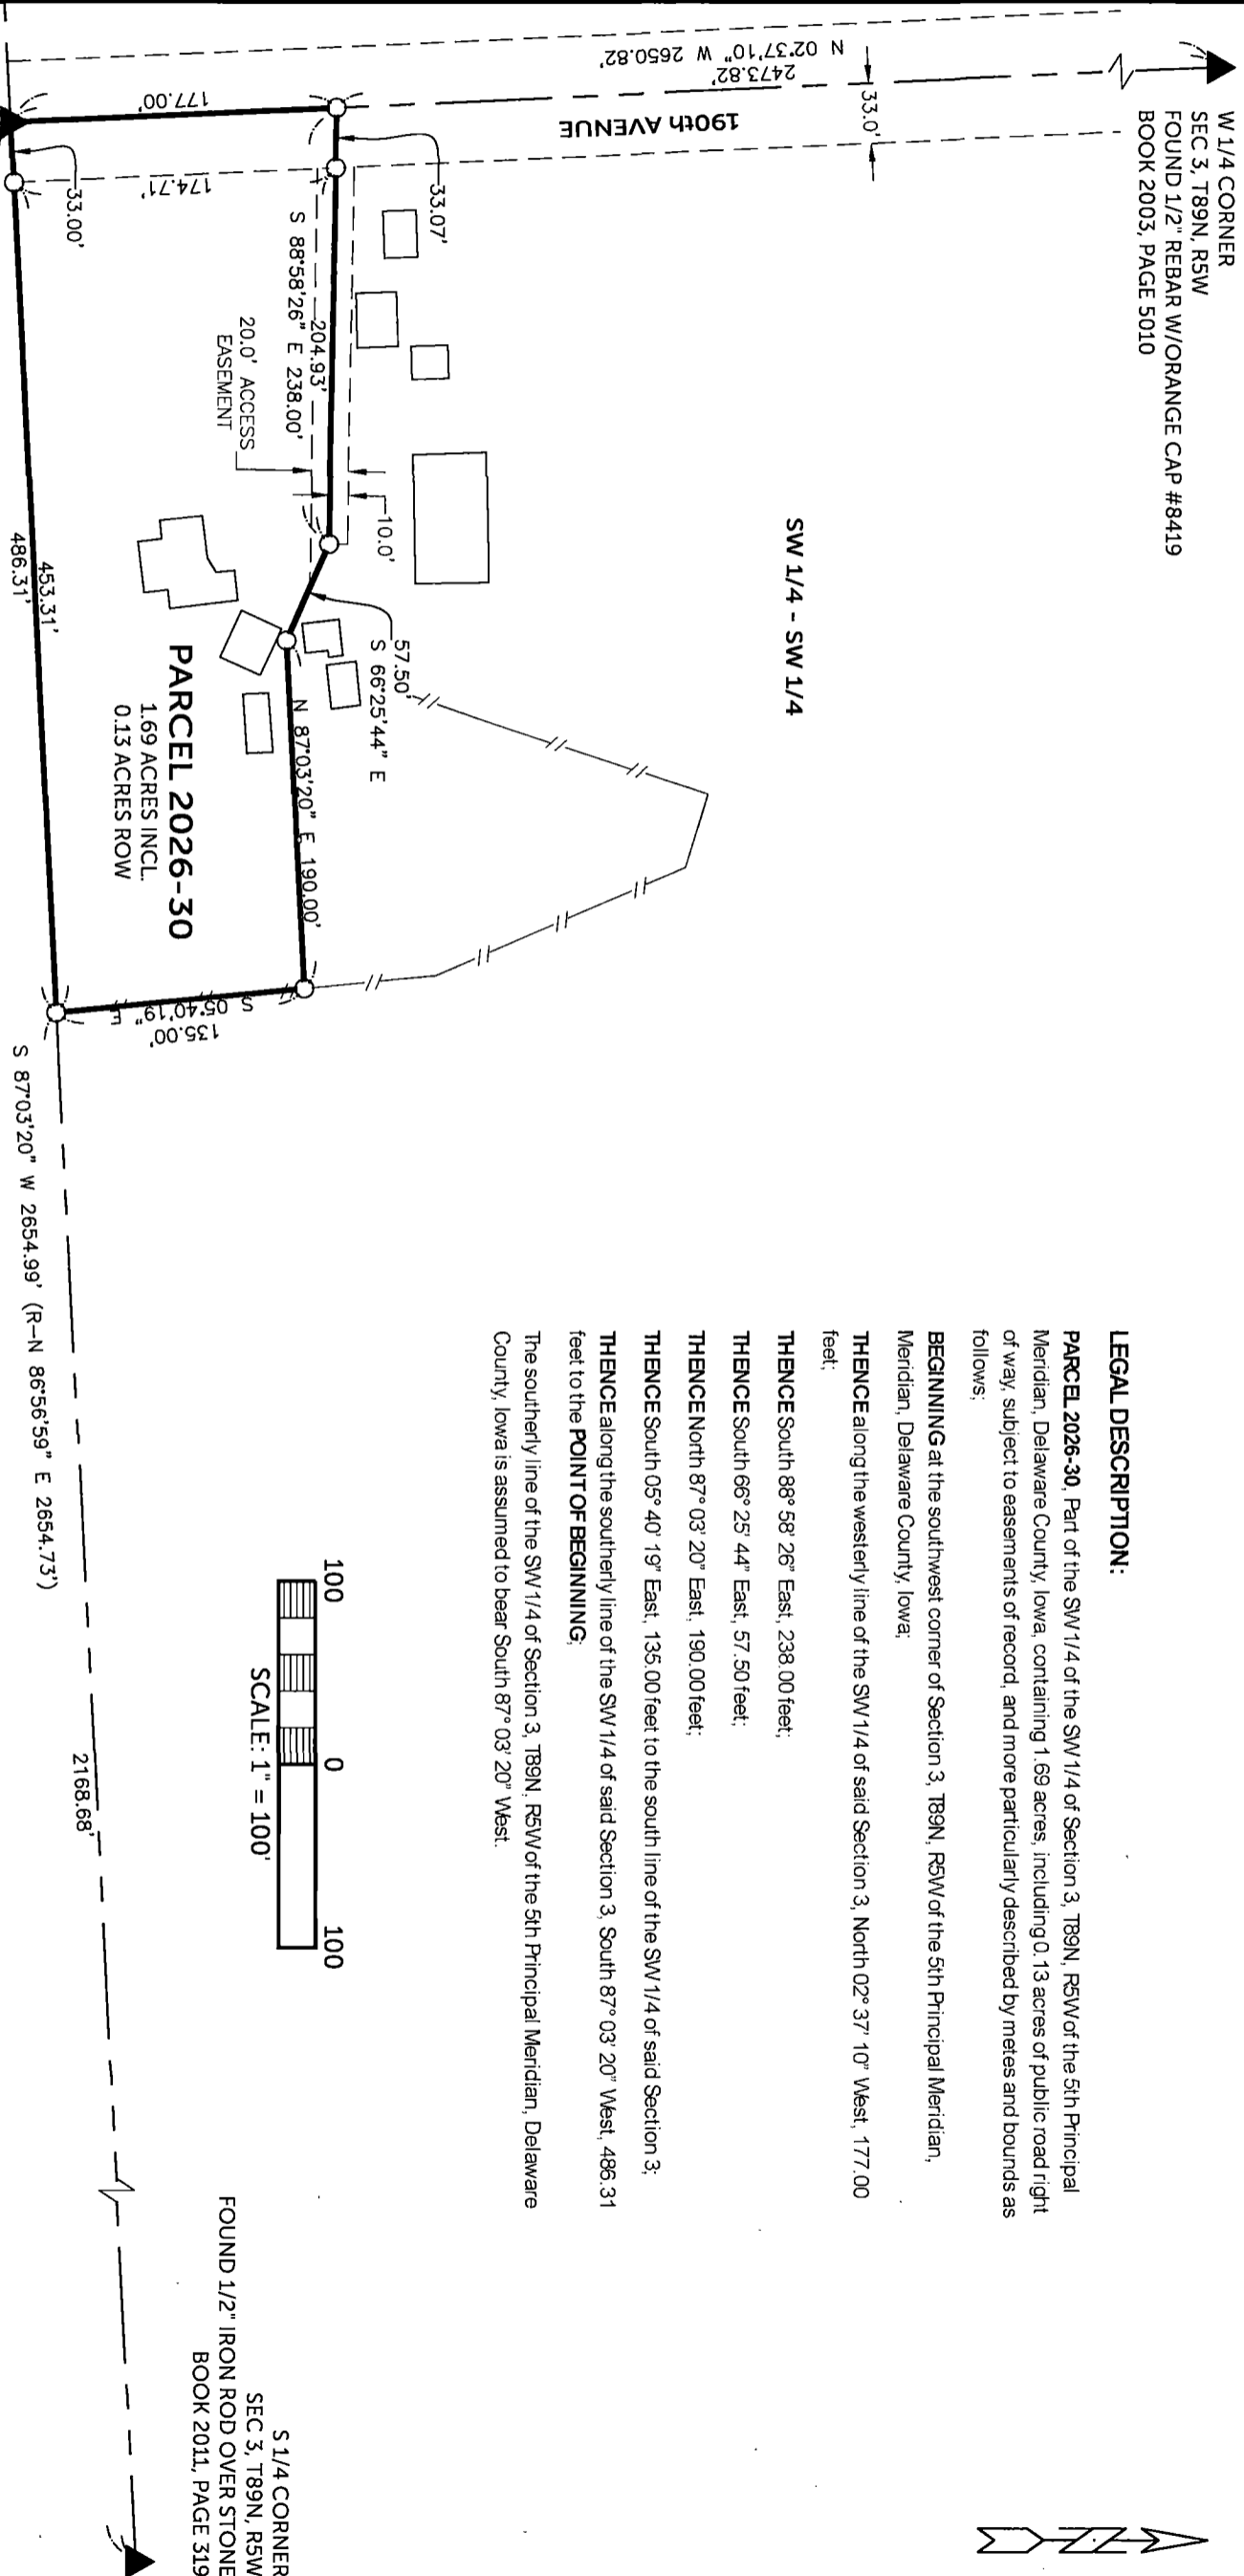 W 1/4 CORNER
SEC 3, T89N, R5W
FOUND 1/2" REBAR W/ORANGE CAP #8419
BOOK 2003, PAGE 5010
N 02°37'10" W 2650.82'
2473.82'
33.0'
190th AVENUE
177.00'
174.71'
33.00'
33.07'
204.93'
S 88°58'26" E 238.00'
20.0' ACCESS
EASEMENT
10.0'
57.50'
S 66°25'44" E
SW 1/4 - SW 1/4
N 87°03'20" E 190.00'
PARCEL 2026-30
1.69 ACRES INCL.
0.13 ACRES ROW
453.31'
486.31'
S 05°40'19" E
135.00'
S 87°03'20" W 2654.99' (R-N 86°56'59" E 2654.73')
2168.68'
LEGAL DESCRIPTION:
PARCEL 2026-30, Part of the SW1/4 of the SW1/4 of Section 3, T89N, R5W of the 5th Principal
Meridian, Delaware County, Iowa, containing 1.69 acres, including 0.13 acres of public road right
of way, subject to easements of record, and more particularly described by metes and bounds as
follows;
BEGINNING at the southwest corner of Section 3, T89N, R5W of the 5th Principal Meridian,
Meridian, Delaware County, Iowa;
THENCE along the westerly line of the SW1/4 of said Section 3, North 02° 37' 10" West, 177.00
feet;
THENCE South 88° 58' 26" East, 238.00 feet;
THENCE South 66° 25' 44" East, 57.50 feet;
THENCE North 87° 03' 20" East, 190.00 feet;
THENCE South 05° 40' 19" East, 135.00 feet to the south line of the SW1/4 of said Section 3;
THENCE along the southerly line of the SW1/4 of said Section 3, South 87° 03' 20" West, 486.31
feet to the POINT OF BEGINNING;
The southerly line of the SW1/4 of Section 3, T89N, R5W of the 5th Principal Meridian, Delaware
County, Iowa is assumed to bear South 87° 03' 20" West.
100 0 100
SCALE: 1" = 100'
S 1/4 CORNER
SEC 3, T89N, R5W
FOUND 1/2" IRON ROD OVER STONE
BOOK 2011, PAGE 319